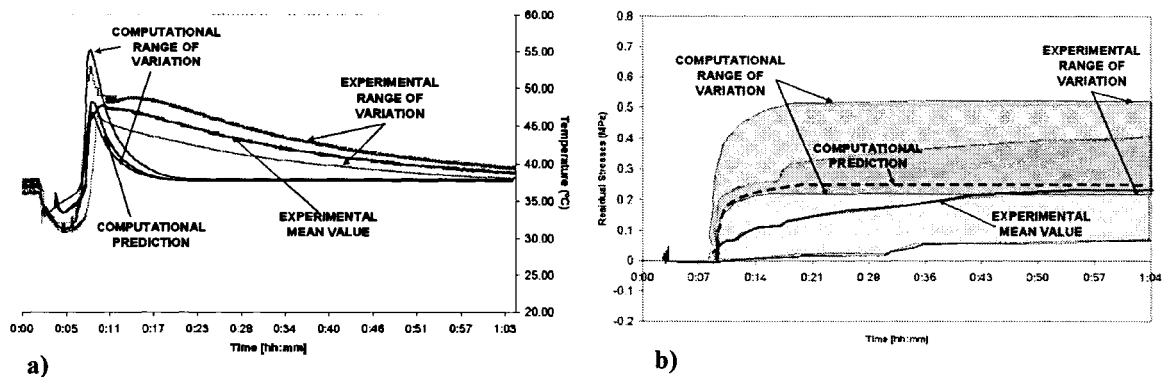 COMPUTATIONAL
RANGE OF
VARIATION
EXPERIMENTAL
RANGE OF
VARIATION
COMPUTATIONAL
PREDICTION
EXPERIMENTAL
MEAN VALUE
60.00
55.00
50.00
45.00
40.00
35.00
30.00
25.00
20.00
Temperature (°C)
0:00 0:05 0:11 0:17 0:23 0:28 0:34 0:40 0:46 0:51 0:57 1:03
Time [hh:mm]
a)
Residual Stresses (MPa)
0.8
0.7
0.6
0.5
0.4
0.3
0.2
0.1
0
-0.1
-0.2
COMPUTATIONAL
RANGE OF
VARIATION
EXPERIMENTAL
RANGE OF
VARIATION
COMPUTATIONAL
PREDICTION
EXPERIMENTAL
MEAN VALUE
0:00 0:07 0:14 0:21 0:28 0:36 0:43 0:50 0:57 1:04
Time [hh:mm]
b)